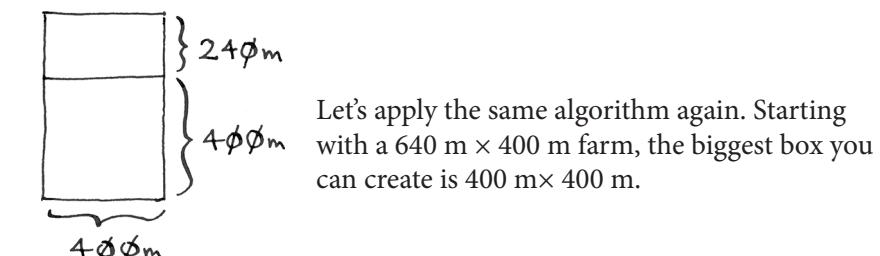 240m
400m
Let's apply the same algorithm again. Starting
with a 640 m × 400 m farm, the biggest box you
can create is 400 m× 400 m.
400m